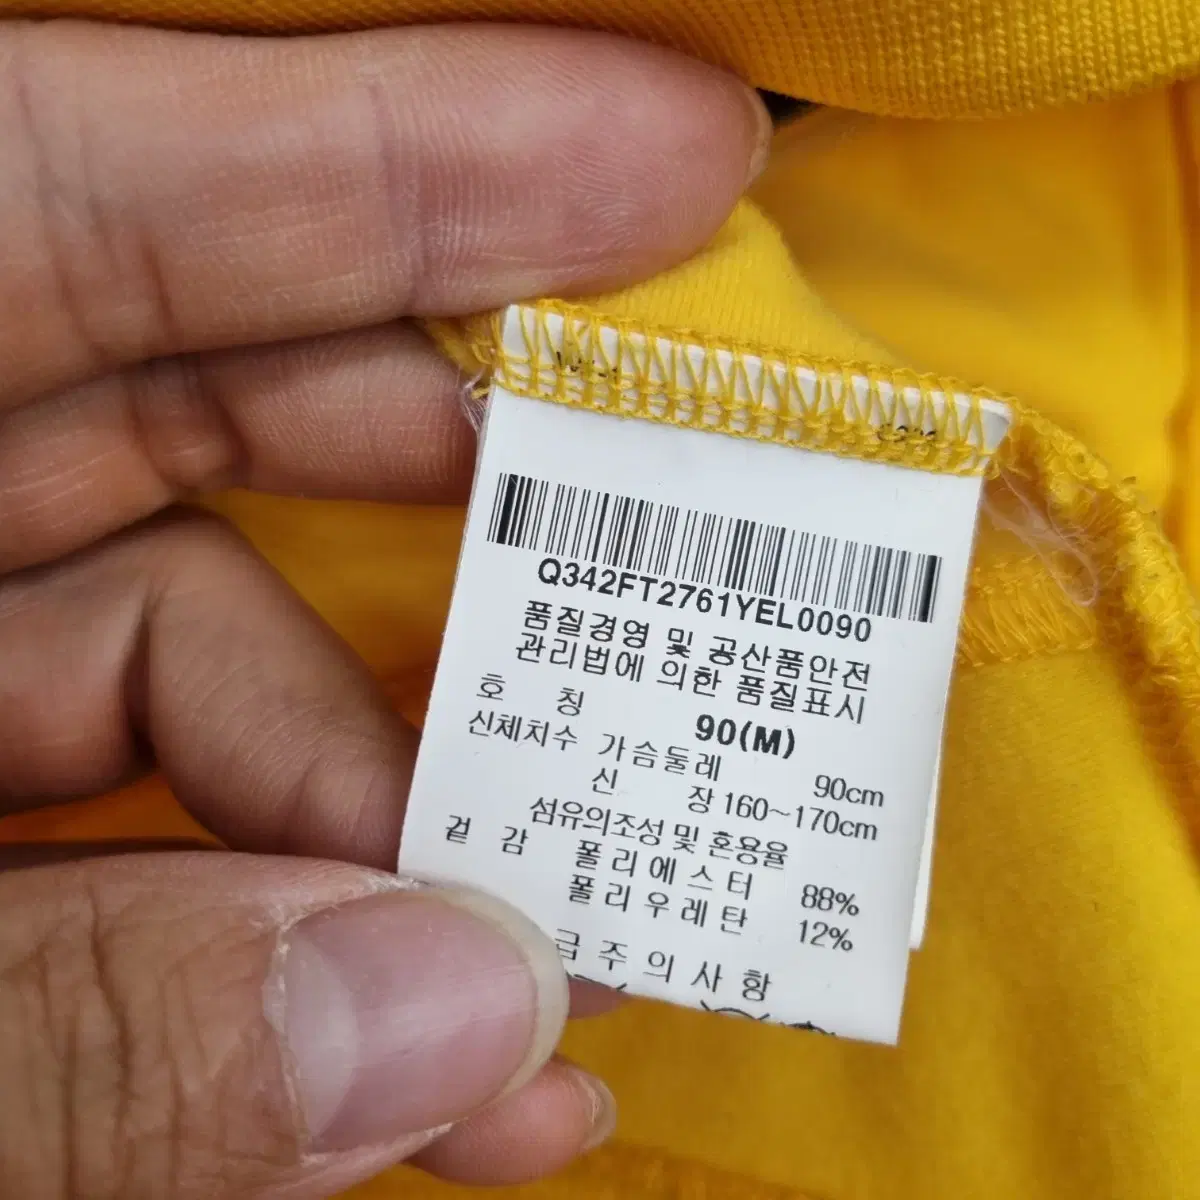 Q342FT2761YEL0090
품질경영 및 공산품안전
관리법에 의한 품질표시
호 칭 90(M)
신체치수 가슴둘레 90cm
신 장 160~170cm
섬유의조성 및 혼용율
겉 감 폴리에스터 88%
폴리우레탄 12%
급주의사항